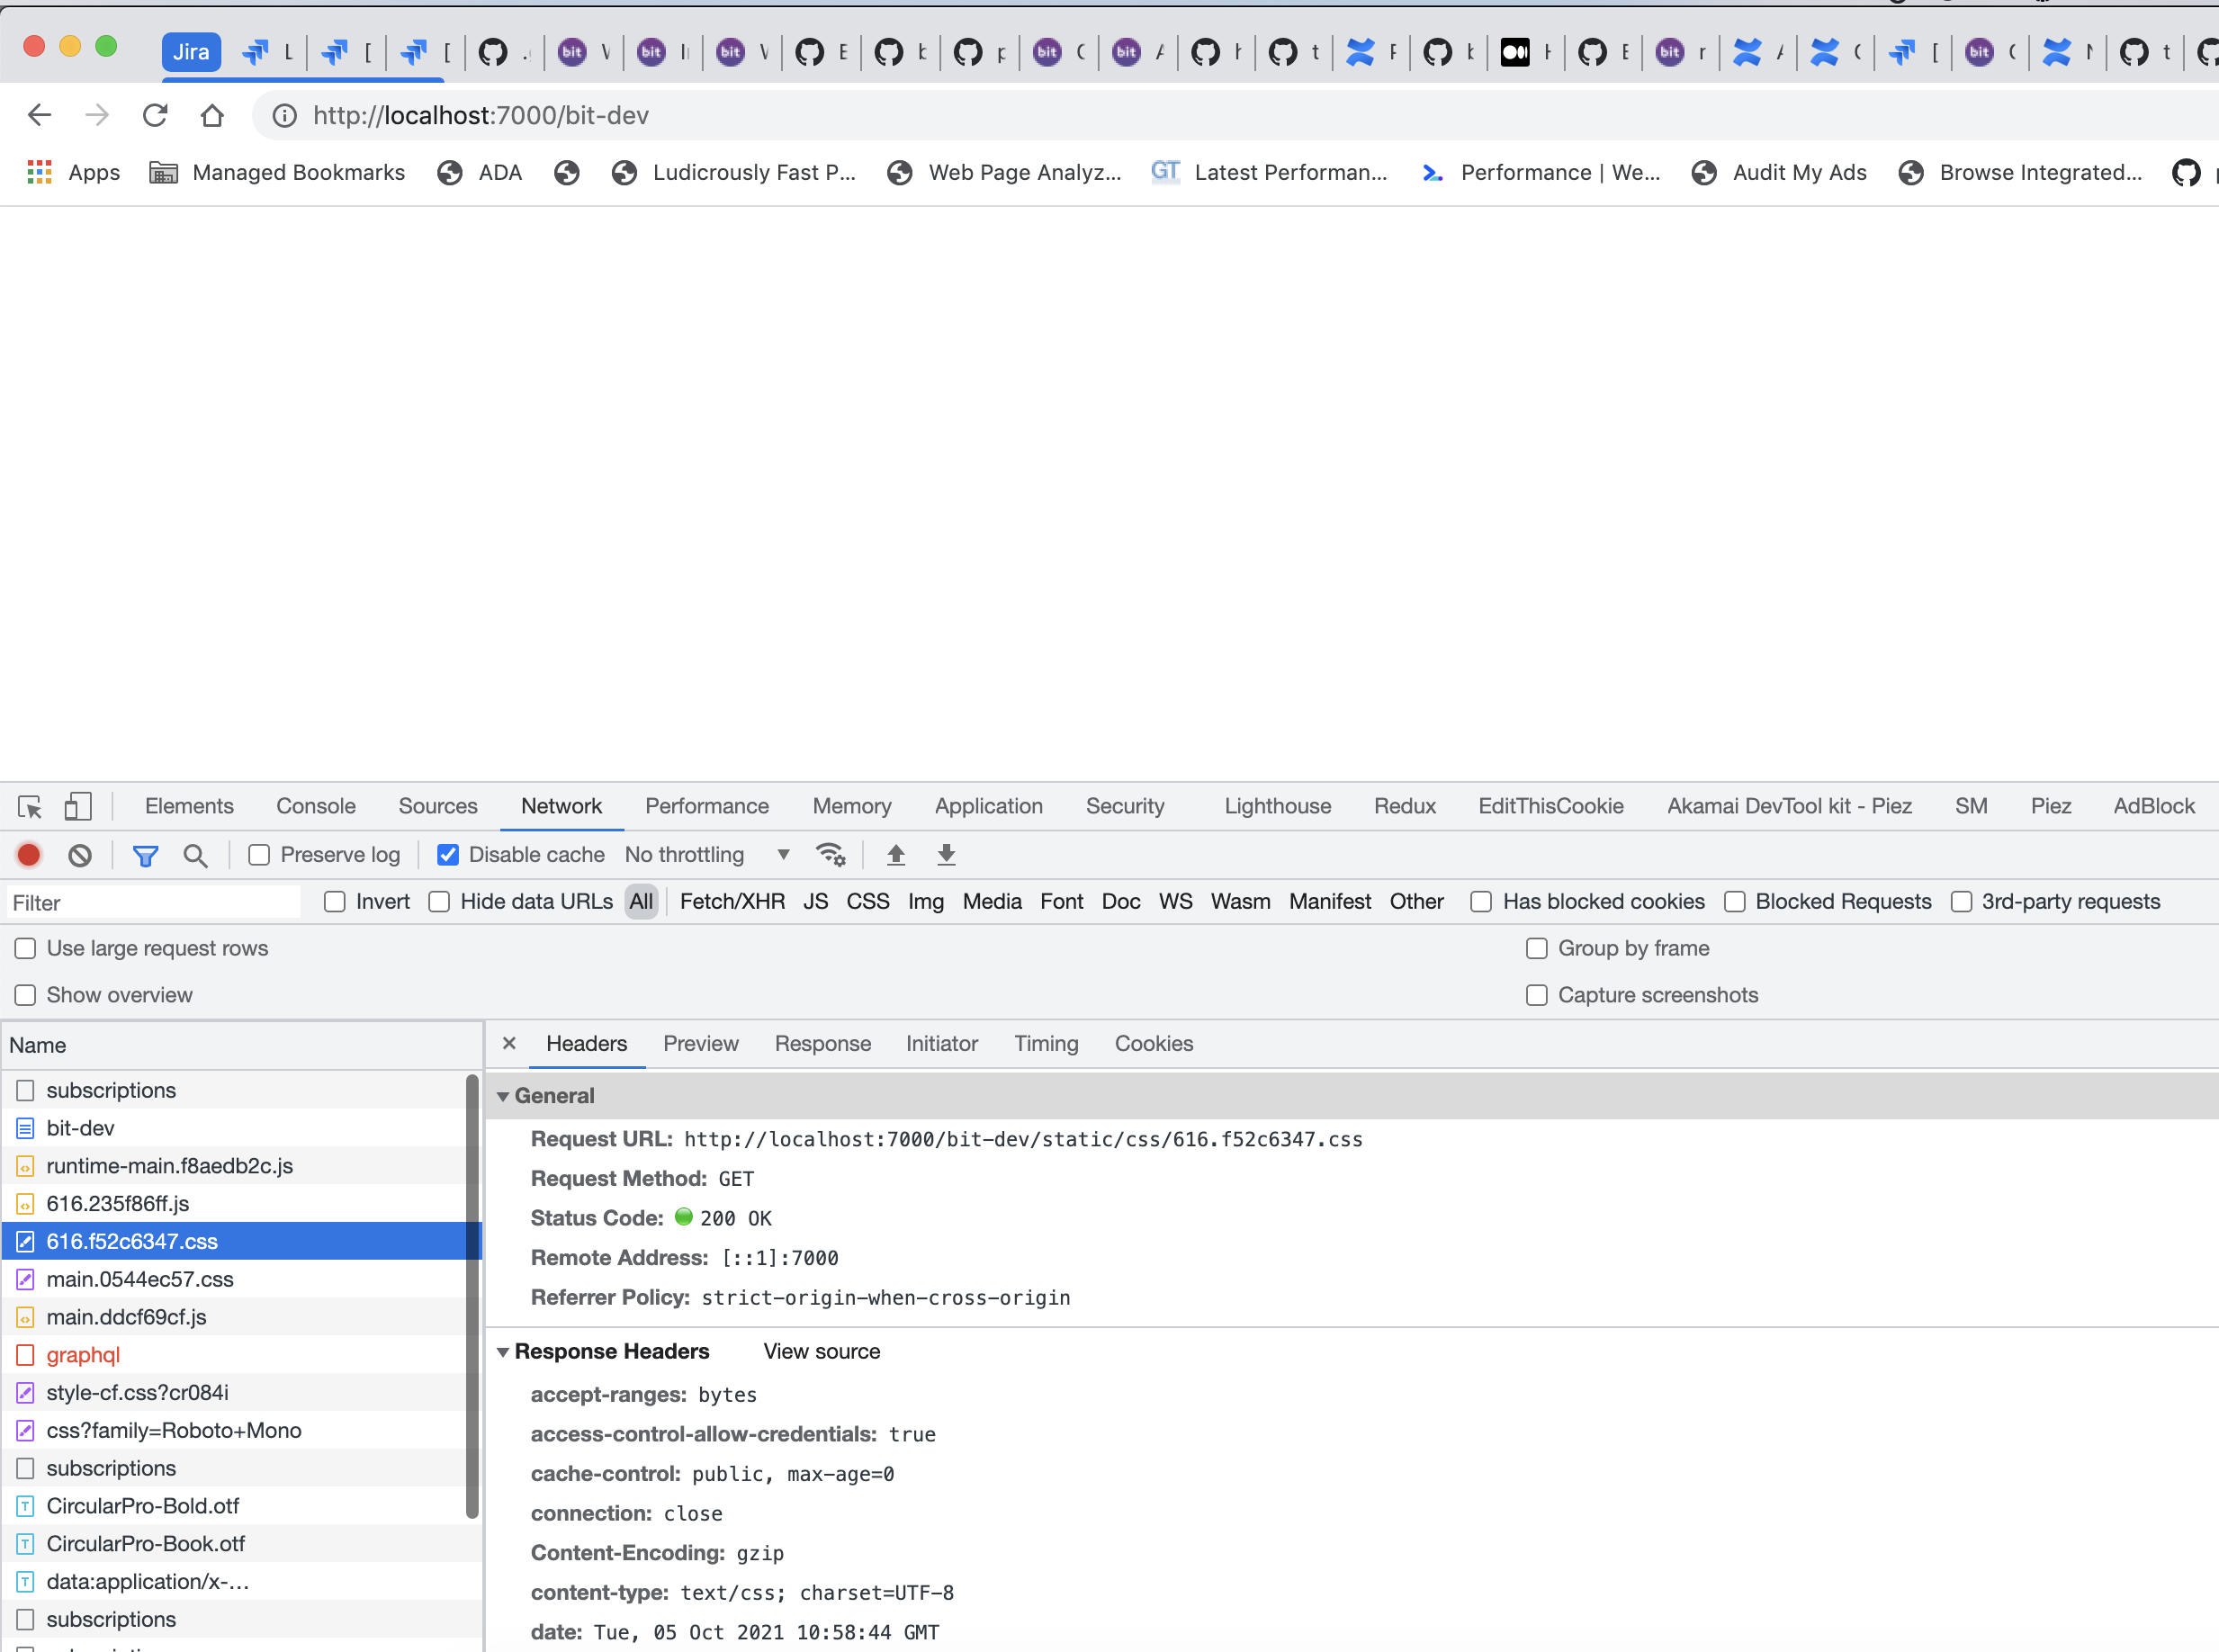 Jira L [ [ . bit V bit Ir bit V E b p bit C bit A h t F b H E bit r A C [ bit C N t
http://localhost:7000/bit-dev
Apps Managed Bookmarks ADA Ludicrously Fast P... Web Page Analyz... GT Latest Performan... Performance | We... Audit My Ads Browse Integrated...
Elements Console Sources Network Performance Memory Application Security Lighthouse Redux EditThisCookie Akamai DevTool kit - Piez SM Piez AdBlock
Preserve log Disable cache No throttling
Filter Invert Hide data URLs All Fetch/XHR JS CSS Img Media Font Doc WS Wasm Manifest Other Has blocked cookies Blocked Requests 3rd-party requests
Use large request rows Group by frame
Show overview Capture screenshots
Name
subscriptions
bit-dev
runtime-main.f8aedb2c.js
616.235f86ff.js
616.f52c6347.css
main.0544ec57.css
main.ddcf69cf.js
graphql
style-cf.css?cr084i
css?family=Roboto+Mono
subscriptions
CircularPro-Bold.otf
CircularPro-Book.otf
data:application/x-...
subscriptions
× Headers Preview Response Initiator Timing Cookies
General
Request URL: http://localhost:7000/bit-dev/static/css/616.f52c6347.css
Request Method: GET
Status Code: 200 OK
Remote Address: [::1]:7000
Referrer Policy: strict-origin-when-cross-origin
Response Headers View source
accept-ranges: bytes
access-control-allow-credentials: true
cache-control: public, max-age=0
connection: close
Content-Encoding: gzip
content-type: text/css; charset=UTF-8
date: Tue, 05 Oct 2021 10:58:44 GMT